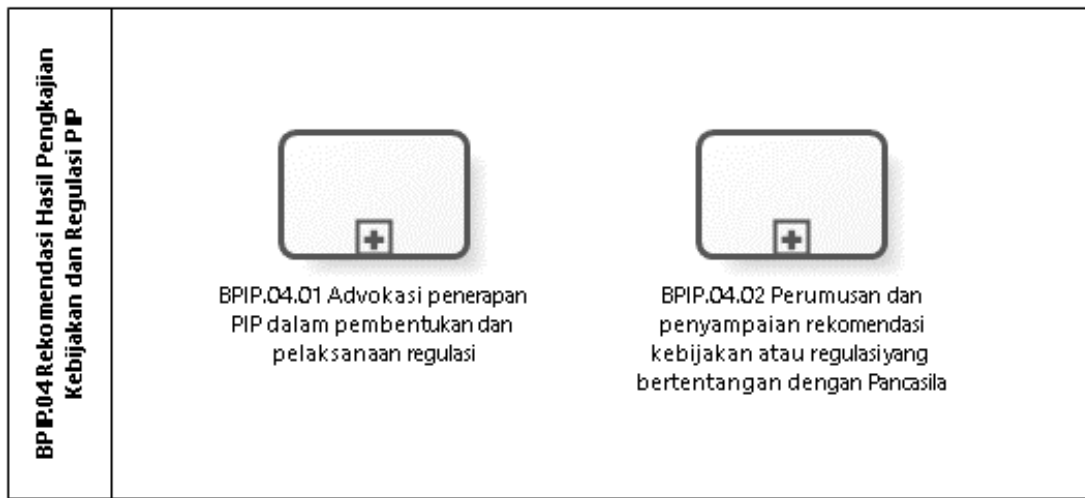 BPIP.04 Rekomendasi Hasil Pengkajian
Kebijakan dan Regulasi PIP
BPIP.04.01 Advokasi penerapan
PIP dalam pembentukan dan
pelaksanaan regulasi
BPIP.04.02 Perumusan dan
penyampaian rekomendasi
kebijakan atau regulasi yang
bertentangan dengan Pancasila